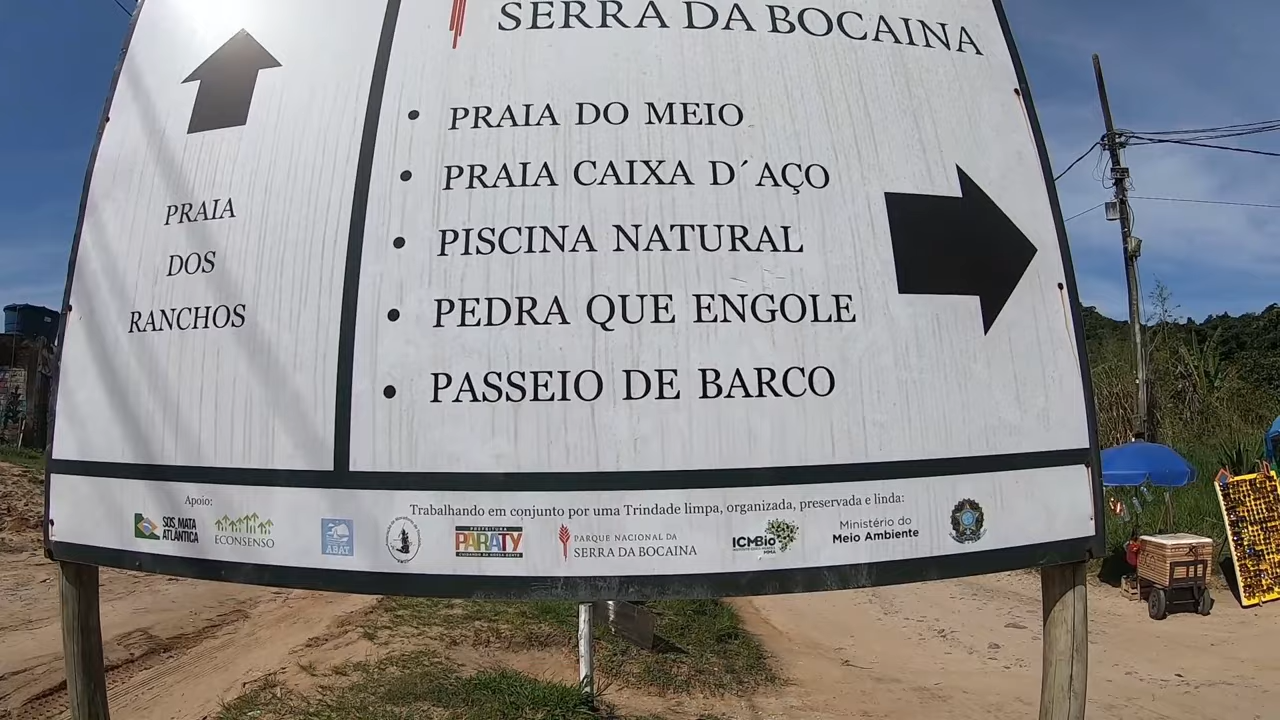 PRAIA
DOS
RANCHOS
SERRA DA BOCAINA
• PRAIA DO MEIO
• PRAIA CAIXA D´AÇO
• PISCINA NATURAL
• PEDRA QUE ENGOLE
• PASSEIO DE BARCO
Apoio:
SOS MATA
ATLÂNTICA
ECONSENSO
ABAT
Trabalhando em conjunto por uma Trindade limpa, organizada, preservada e linda:
PREFEITURA
PARATY
PARQUE NACIONAL DA
SERRA DA BOCAINA
ICMBio
MMA
Ministério do
Meio Ambiente